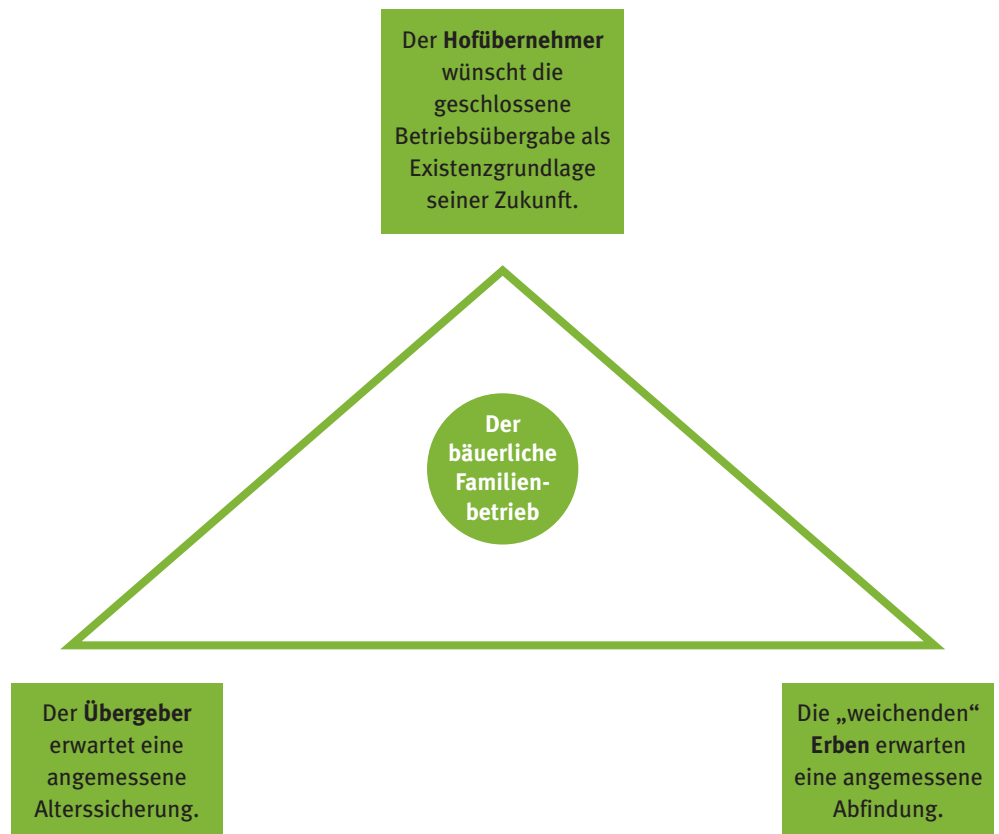 Der Hofübernehmer
wünscht die
geschlossene
Betriebsübergabe als
Existenzgrundlage
seiner Zukunft.
Der
bäuerliche
Familien-
betrieb
Der Übergeber
erwartet eine
angemessene
Alterssicherung.
Die „weichenden“
Erben erwarten
eine angemessene
Abfindung.